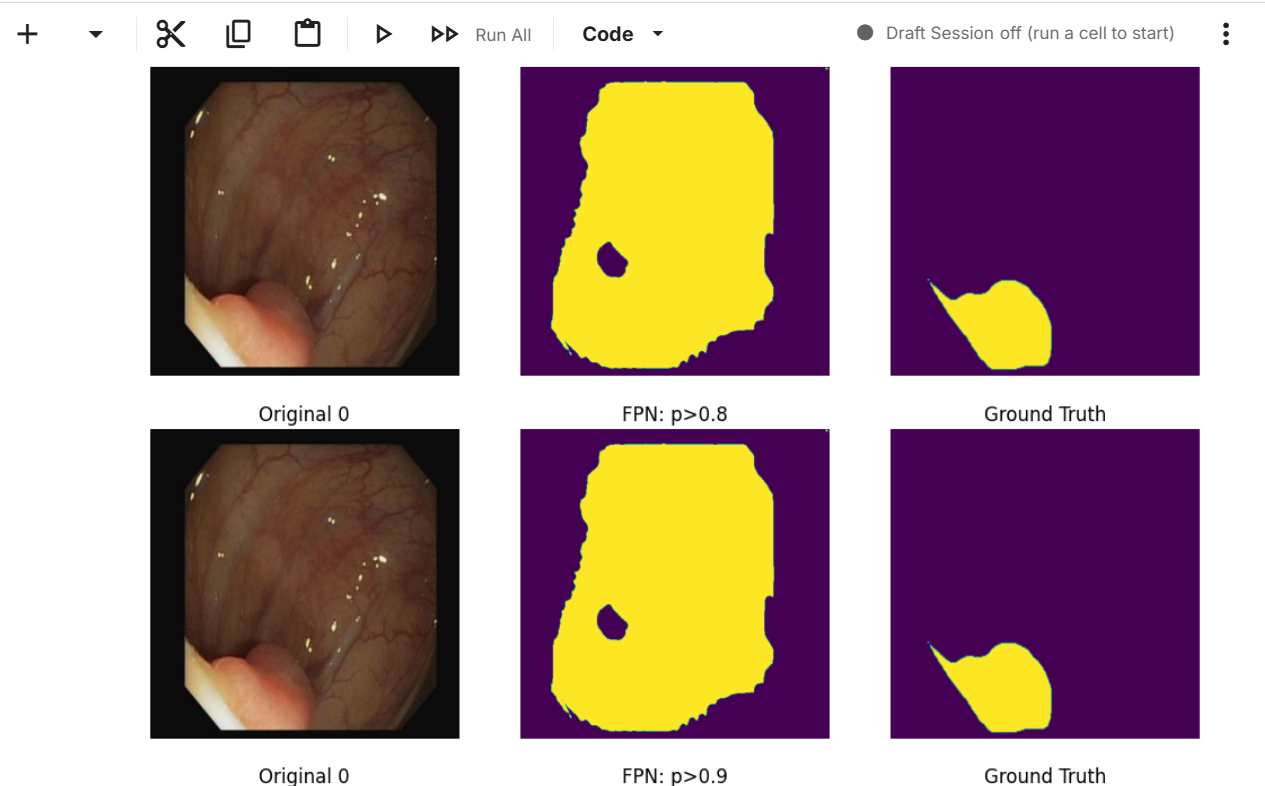 Run All Code Draft Session off (run a cell to start)
Original 0 FPN: p>0.8 Ground Truth
Original 0 FPN: p>0.9 Ground Truth